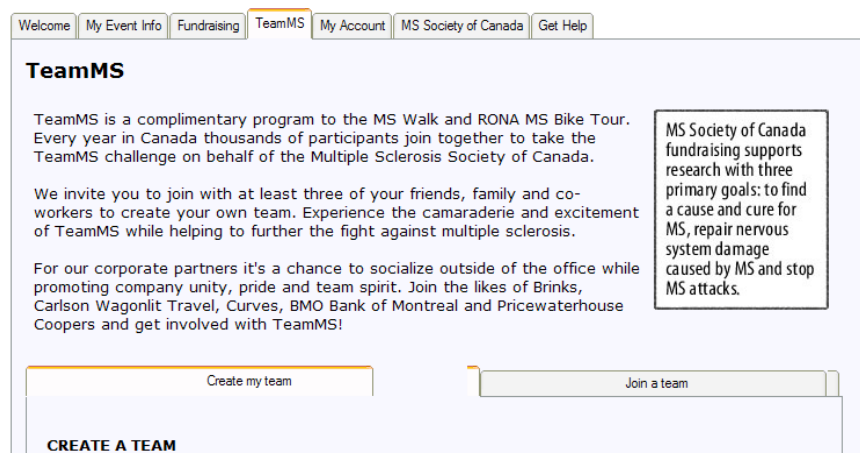 Welcome My Event Info Fundraising TeamMS My Account MS Society of Canada Get Help
TeamMS
TeamMS is a complimentary program to the MS Walk and RONA MS Bike Tour.
Every year in Canada thousands of participants join together to take the
TeamMS challenge on behalf of the Multiple Sclerosis Society of Canada.
We invite you to join with at least three of your friends, family and co-
workers to create your own team. Experience the camaraderie and excitement
of TeamMS while helping to further the fight against multiple sclerosis.
For our corporate partners it's a chance to socialize outside of the office while
promoting company unity, pride and team spirit. Join the likes of Brinks,
Carlson Wagonlit Travel, Curves, BMO Bank of Montreal and Pricewaterhouse
Coopers and get involved with TeamMS!
MS Society of Canada
fundraising supports
research with three
primary goals: to find
a cause and cure for
MS, repair nervous
system damage
caused by MS and stop
MS attacks.
Create my team Join a team
CREATE A TEAM